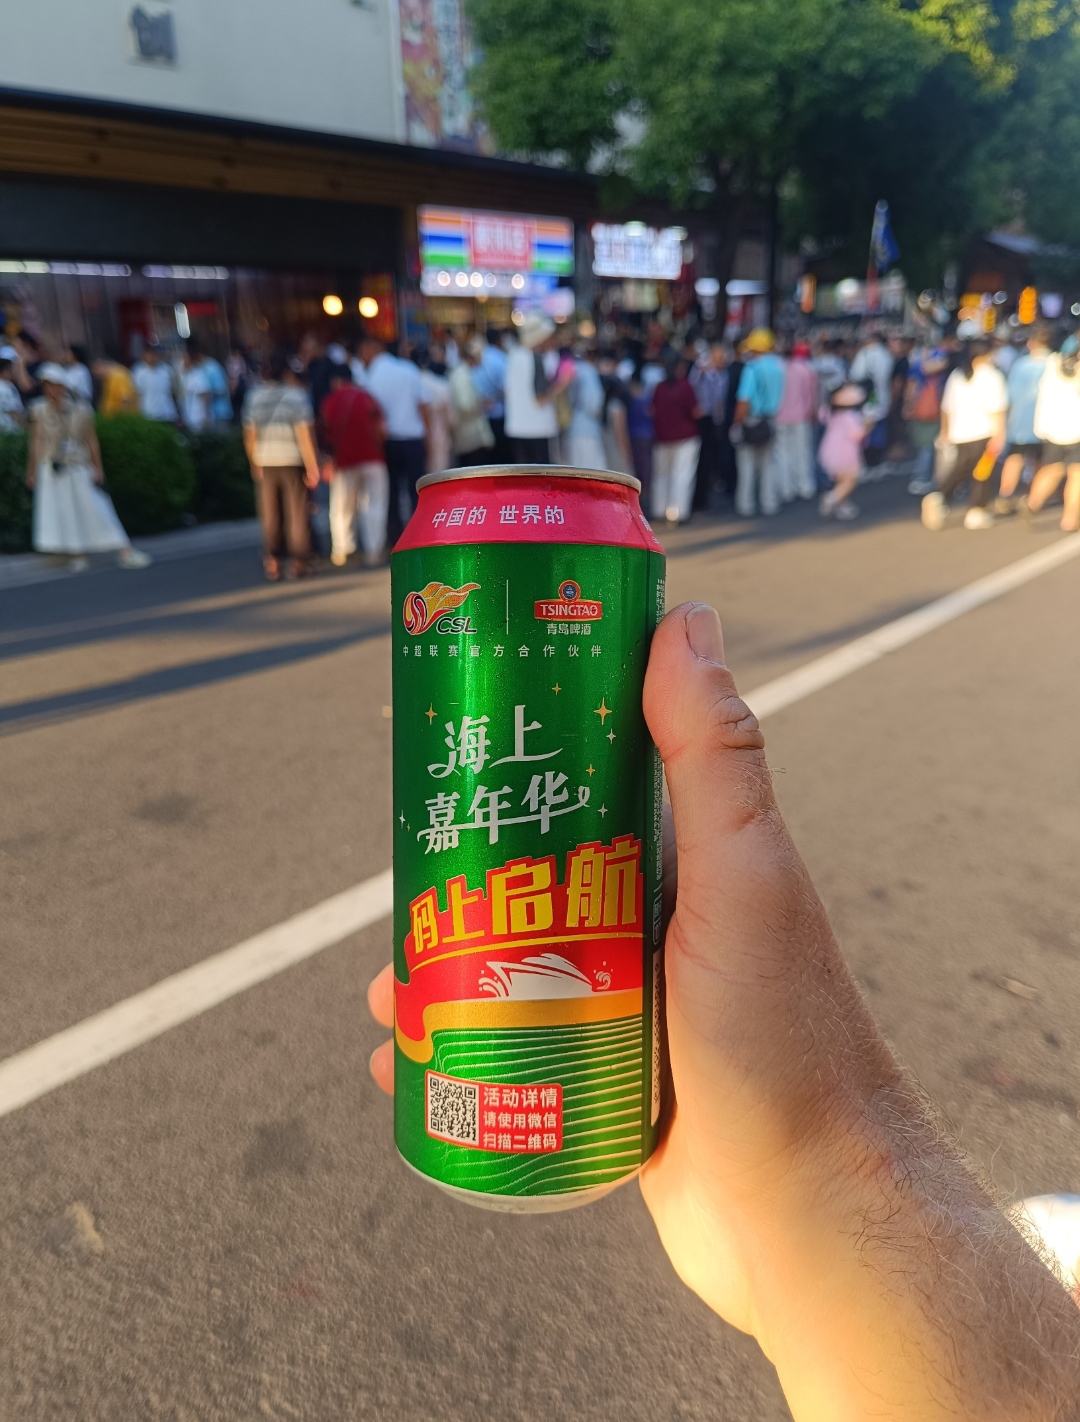 中国的 世界的
CSL
TSINGTAO
青岛啤酒
中超联赛官方合作伙伴
海上
嘉年华
码上启航
活动详情
请使用微信
扫描二维码